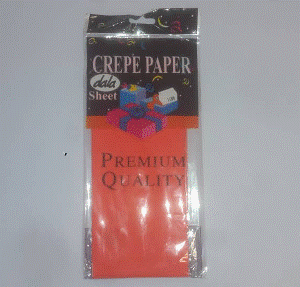 CREPE PAPER
dala
Sheet
PREMIUM
QUALITY